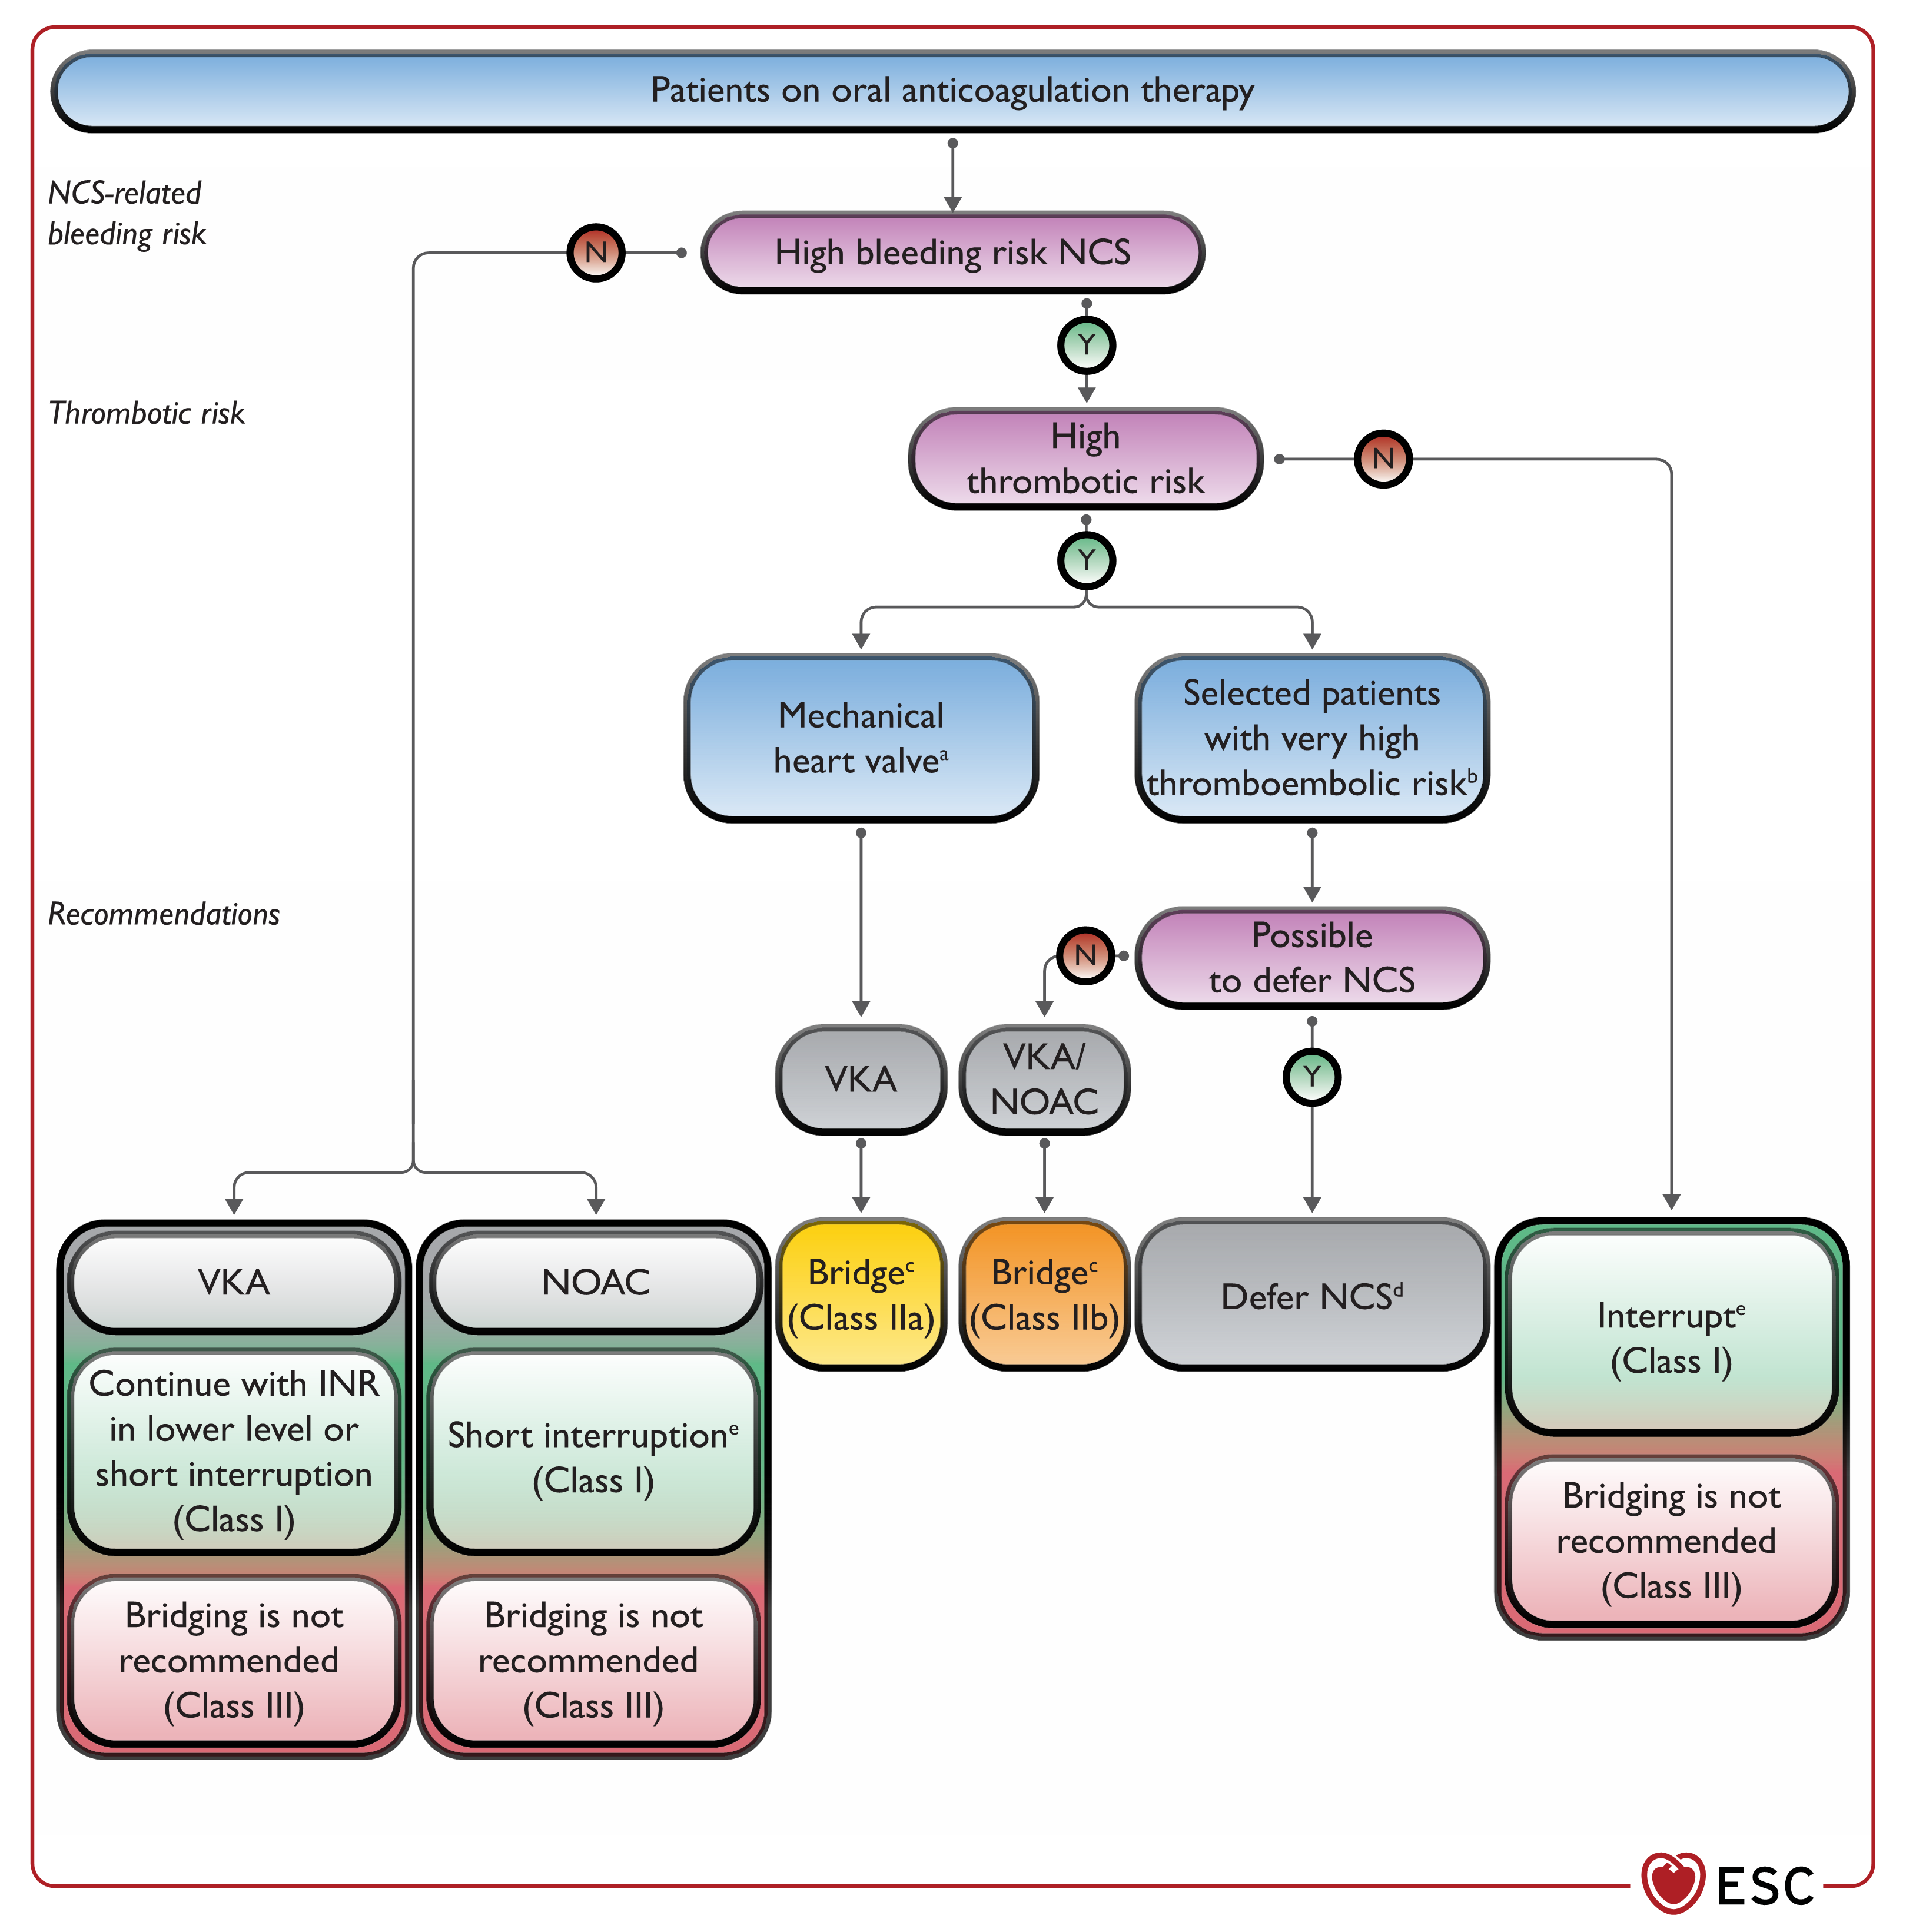 Patients on oral anticoagulation therapy
NCS-related
bleeding risk
N
High bleeding risk NCS
Y
Thrombotic risk
High
thrombotic risk
N
Y
Mechanical
heart valveᵃ
Selected patients
with very high
thromboembolic riskᵇ
Recommendations
Possible
to defer NCS
N
Y
VKA
VKA/
NOAC
VKA
Continue with INR
in lower level or
short interruption
(Class I)
Bridging is not
recommended
(Class III)
NOAC
Short interruptionᵉ
(Class I)
Bridging is not
recommended
(Class III)
Bridgeᶜ
(Class IIa)
Bridgeᶜ
(Class IIb)
Defer NCSᵈ
Interruptᵉ
(Class I)
Bridging is not
recommended
(Class III)
ESC